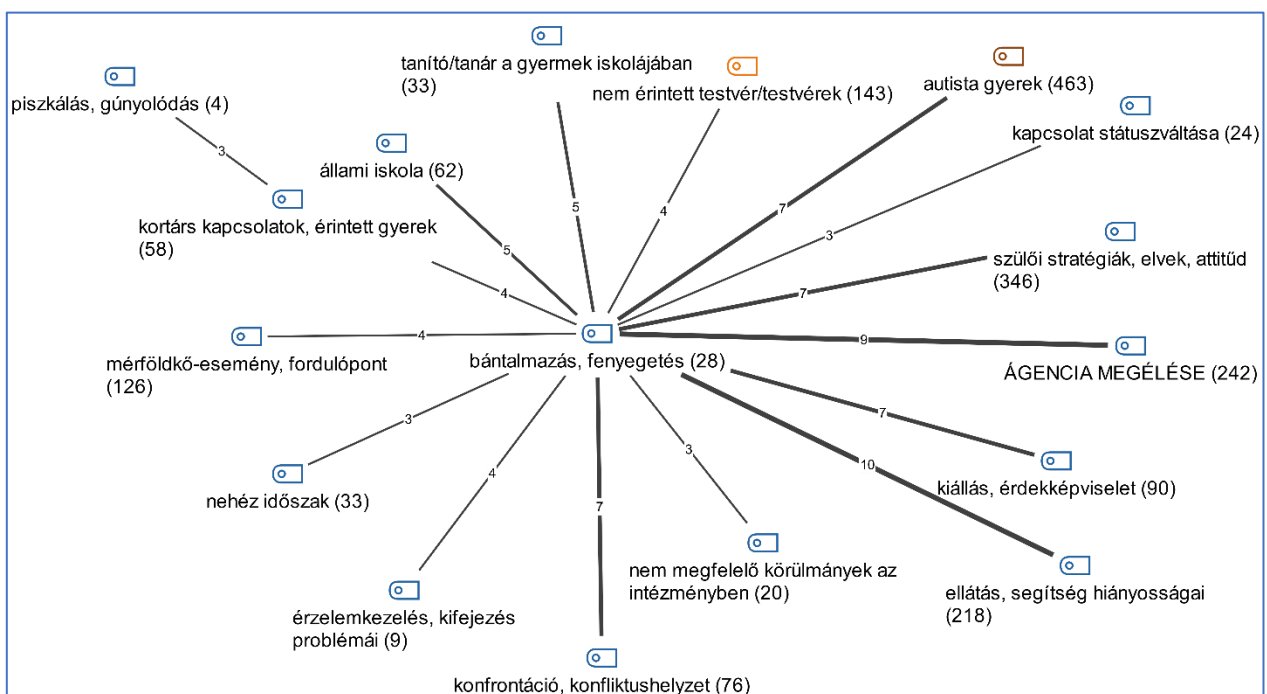 tanító/tanár a gyermek iskolájában
(33)
nem érintett testvér/testvérek (143)
autista gyerek (463)
piszkálás, gúnyolódás (4)
kapcsolat státuszváltása (24)
3
állami iskola (62)
kortárs kapcsolatok, érintett gyerek
(58)
5
4
7
3
5
szülői stratégiák, elvek, attitűd
(346)
4
7
mérföldkő-esemény, fordulópont
(126)
4
bántalmazás, fenyegetés (28)
9
ÁGENCIA MEGÉLÉSE (242)
3
7
nehéz időszak (33)
4
7
3
10
kiállás, érdekképviselet (90)
érzelemkezelés, kifejezés
problémái (9)
nem megfelelő körülmények az
intézményben (20)
ellátás, segítség hiányosságai
(218)
konfrontáció, konfliktushelyzet (76)